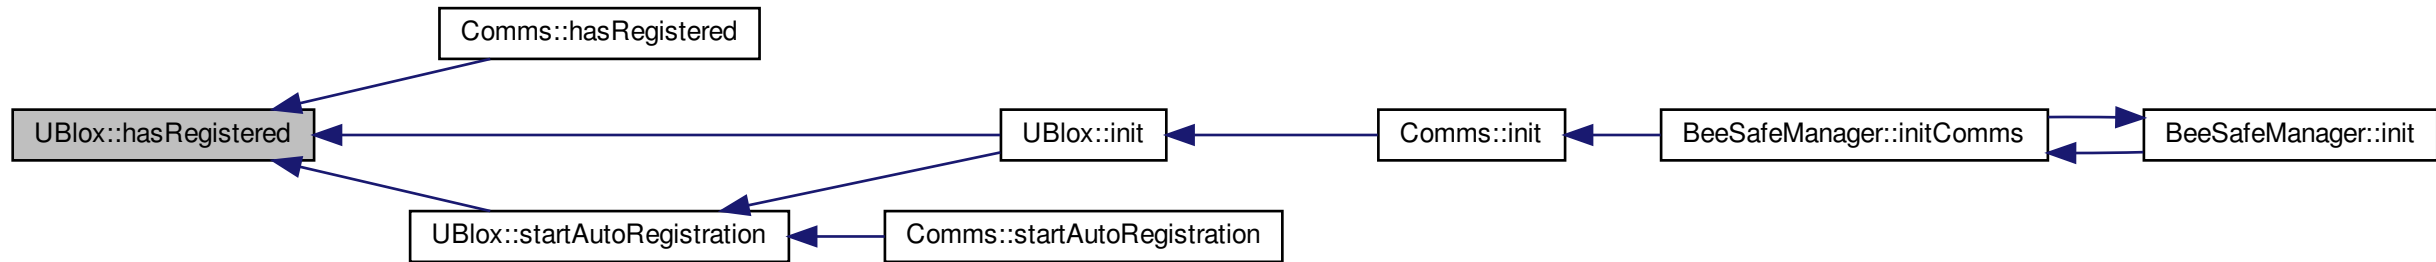 Comms::hasRegistered
UBlox::hasRegistered
UBlox::init
Comms::init
BeeSafeManager::initComms
BeeSafeManager::init
UBlox::startAutoRegistration
Comms::startAutoRegistration